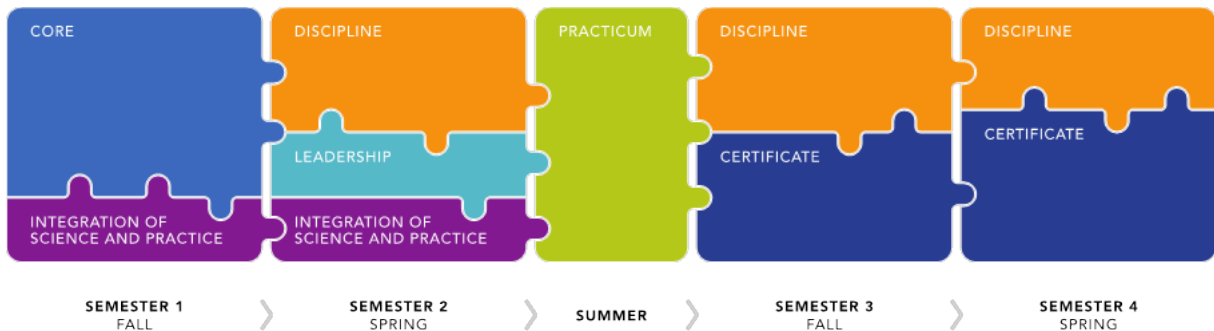 CORE
DISCIPLINE
PRACTICUM
DISCIPLINE
DISCIPLINE
CERTIFICATE
LEADERSHIP
CERTIFICATE
INTEGRATION OF
SCIENCE AND PRACTICE
INTEGRATION OF
SCIENCE AND PRACTICE
SEMESTER 1
FALL
SEMESTER 2
SPRING
SUMMER
SEMESTER 3
FALL
SEMESTER 4
SPRING